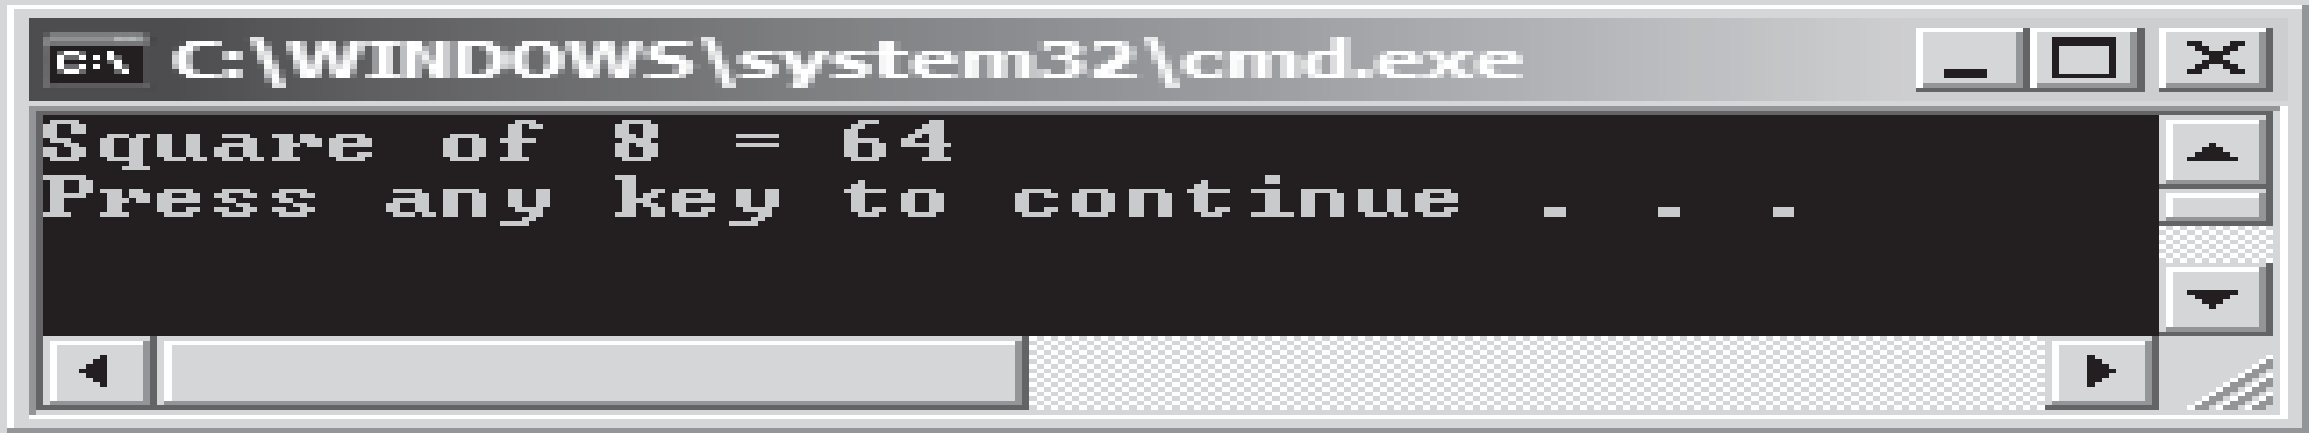 C:\WINDOWS\system32\cmd.exe
Square of 8 = 64
Press any key to continue . . .